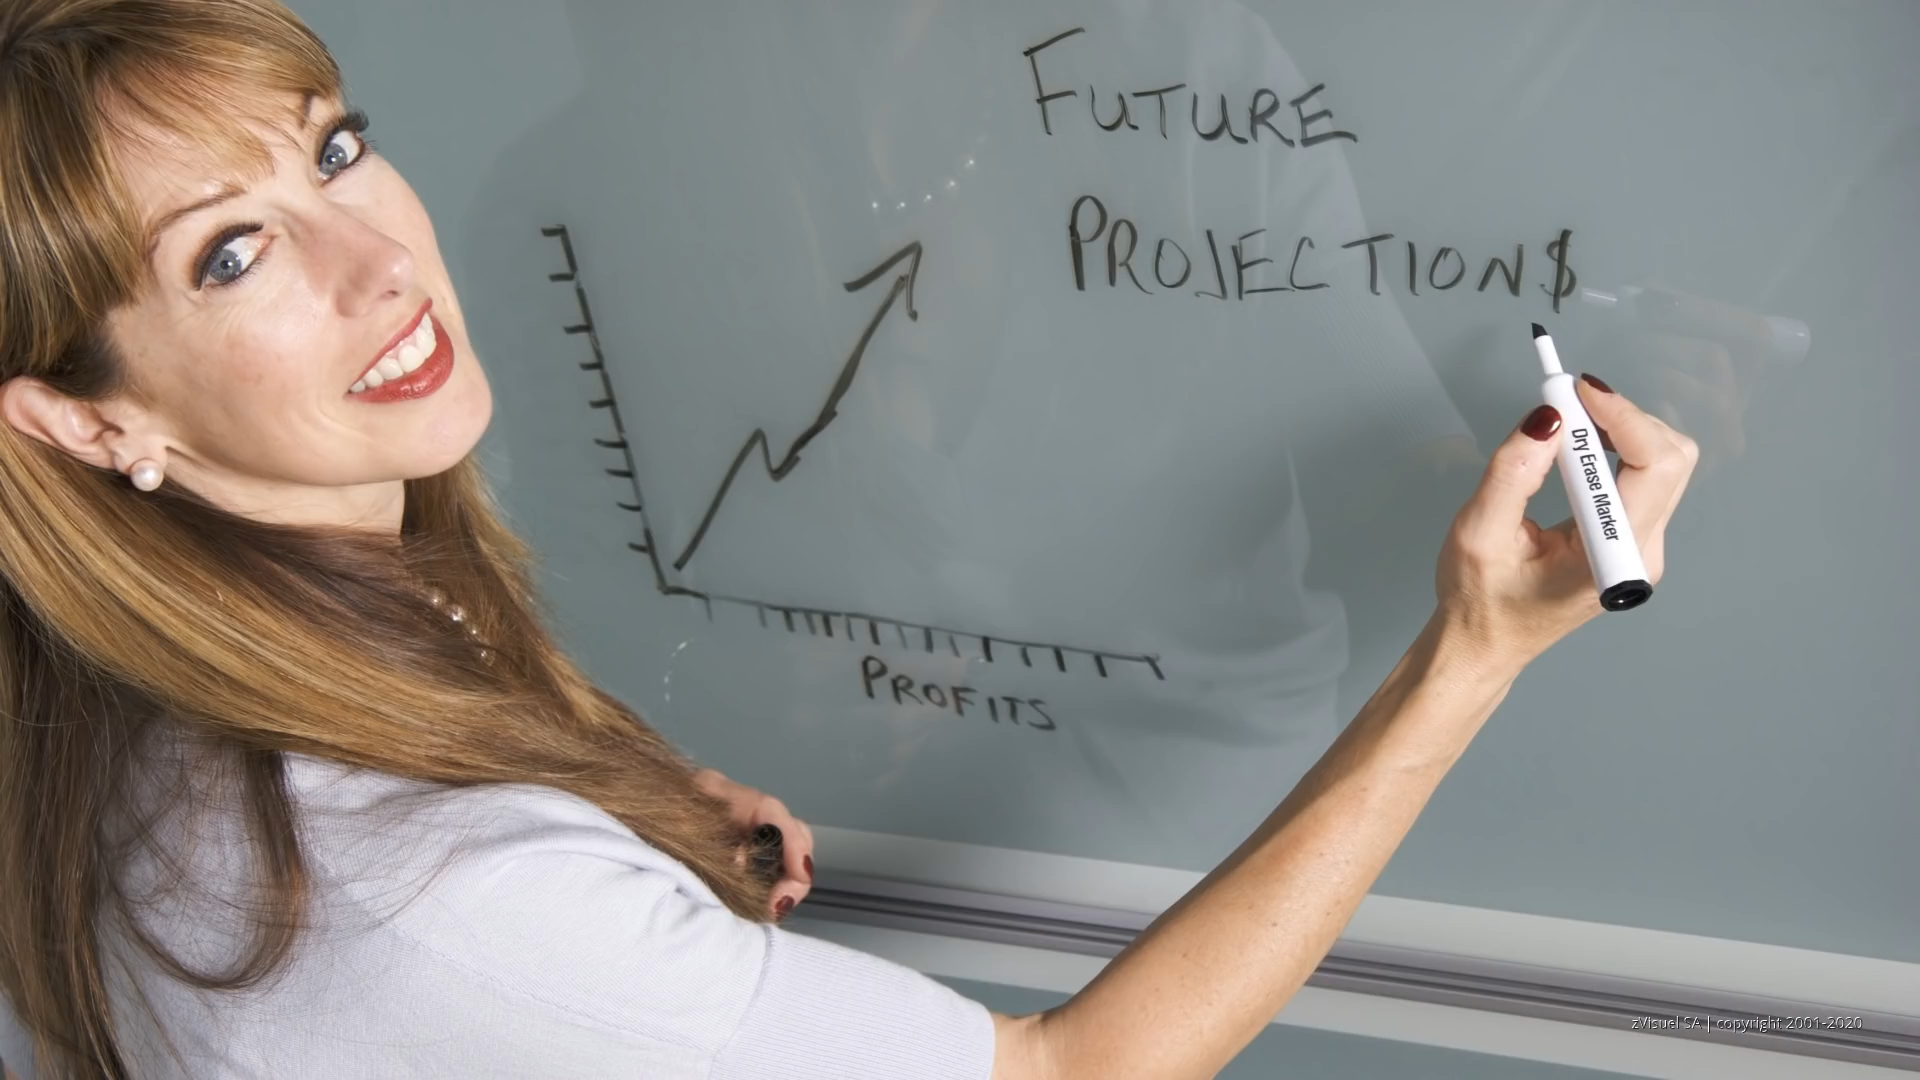 FUTURE
PROJECTION$
PROFITS
Dry Erase Marker
zVisuel SA | copyright 2001-2020